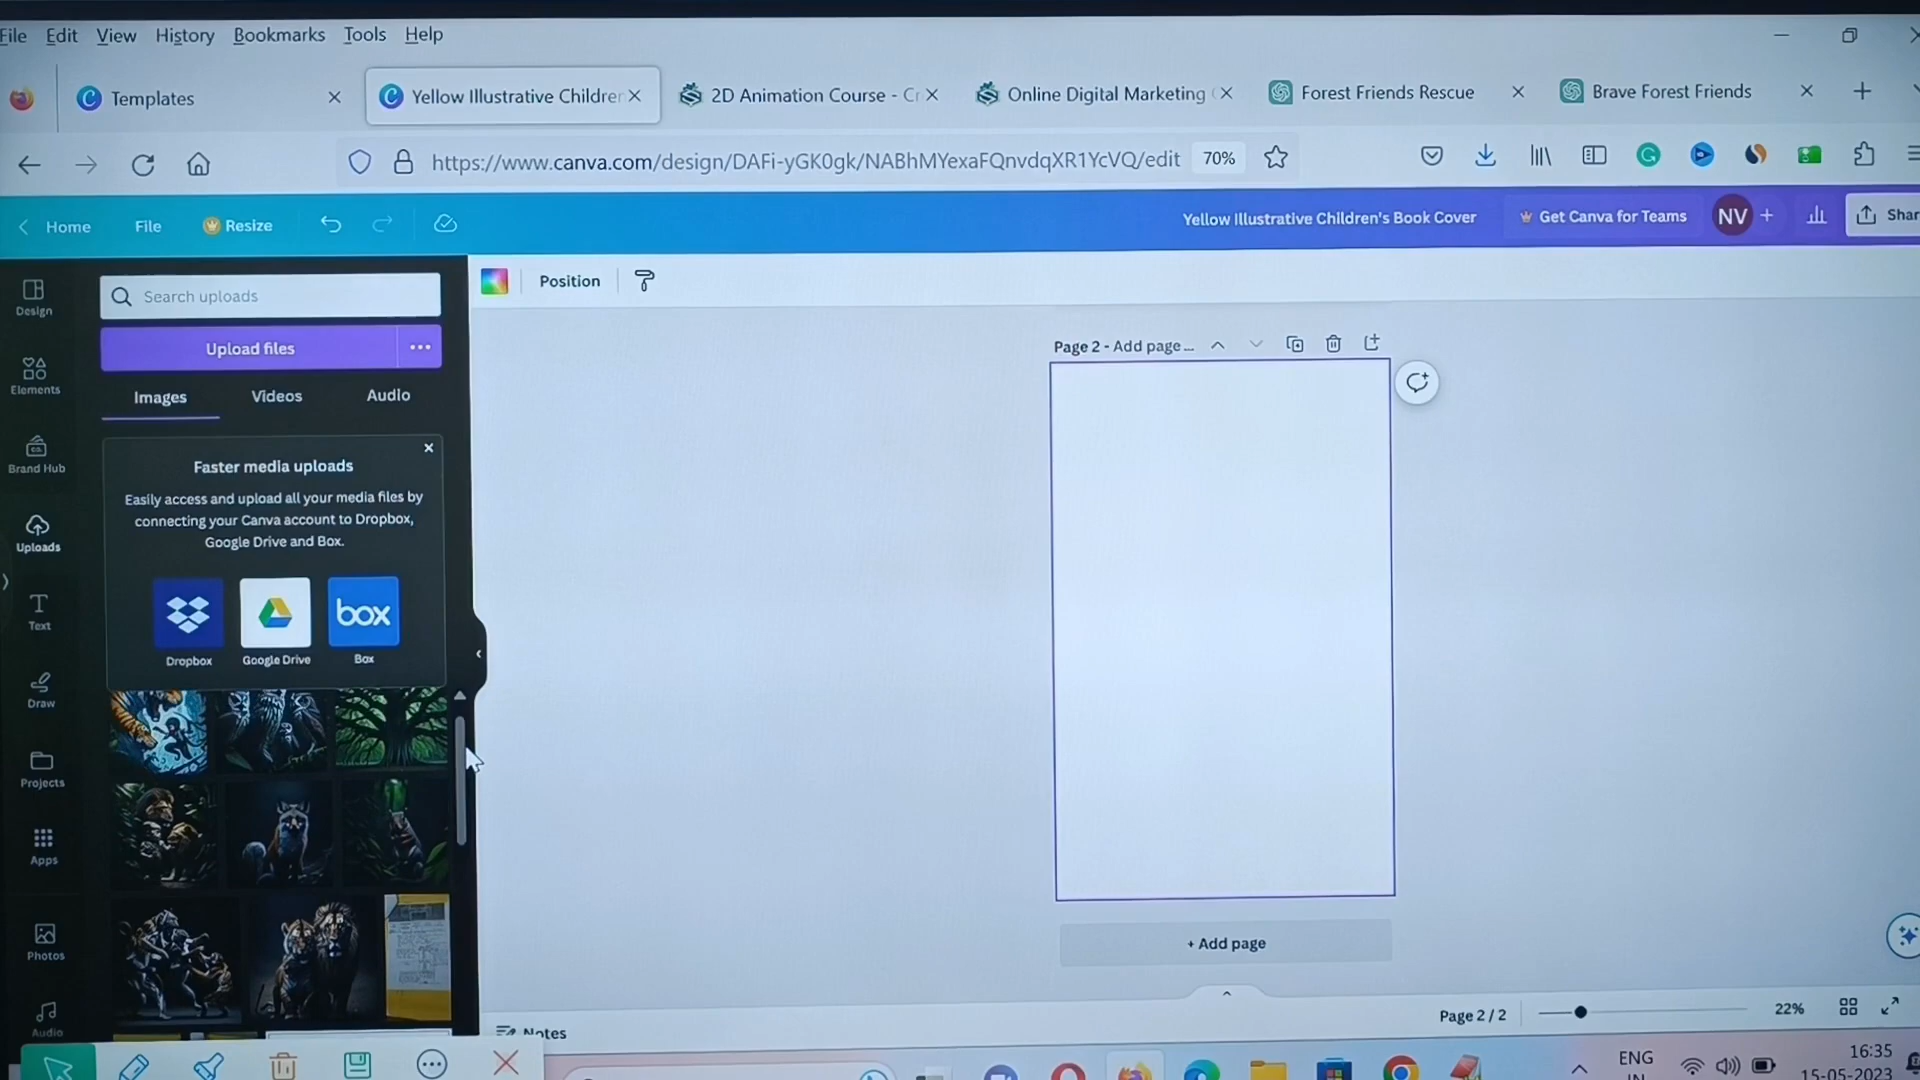 File Edit View History Bookmarks Tools Help
Templates
Yellow Illustrative Childrer
2D Animation Course - Cr
Online Digital Marketing
Forest Friends Rescue
Brave Forest Friends
https://www.canva.com/design/DAFi-yGK0gk/NABhMYexaFQnvdqXR1YcVQ/edit
70%
Home
File
Resize
Yellow Illustrative Children's Book Cover
Get Canva for Teams
NV
Shar
Design
Elements
Brand Hub
Uploads
Text
Draw
Projects
Apps
Photos
Audio
Search uploads
Upload files
Images
Videos
Audio
Faster media uploads
Easily access and upload all your media files by
connecting your Canva account to Dropbox,
Google Drive and Box.
box
Dropbox
Google Drive
Box
Position
Page 2 - Add page...
+ Add page
Notes
Page 2 / 2
22%
ENG
IN
16:35
15-05-2023